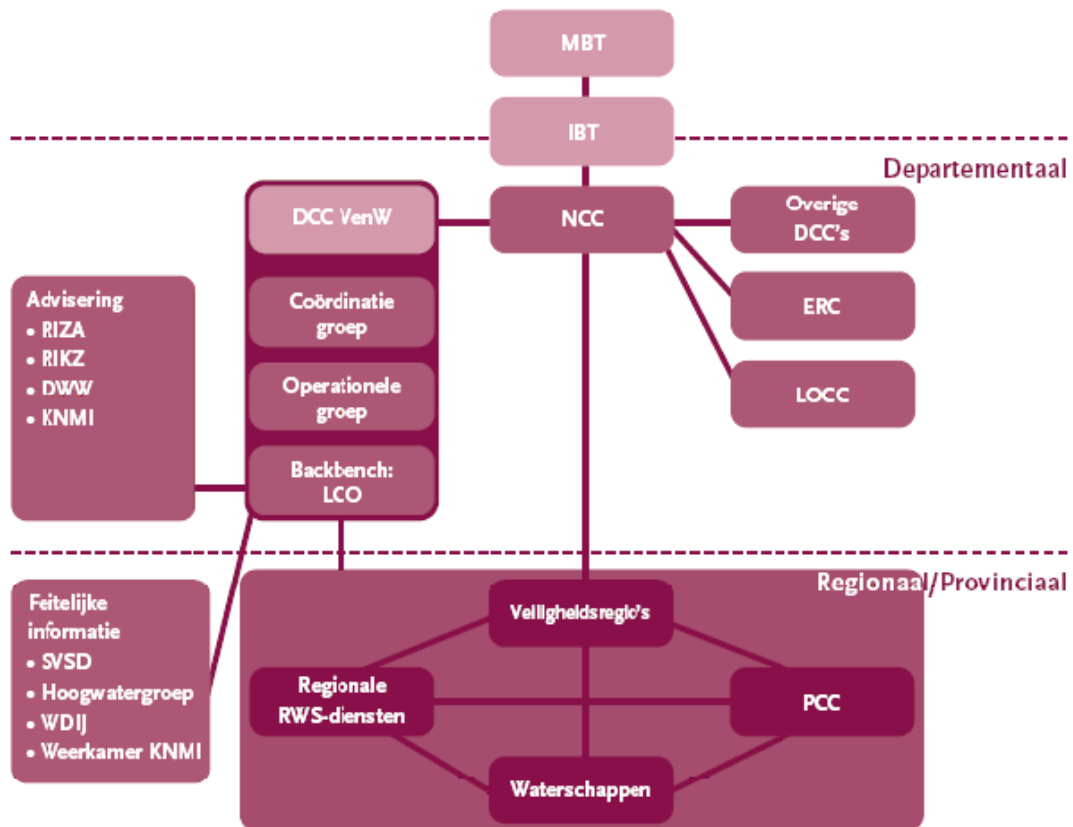 MBT
IBT
Departementaal
DCC VenW
NCC
Overige
DCC's
Coördinatie
groep
ERC
Advisering
• RIZA
• RIKZ
• DWW
• KNMI
Operationele
groep
LOCC
Backbench:
LCO
Regionaal/Provinciaal
Feitelijke
informatie
• SVSD
• Hoogwatergroep
• WDIJ
• Weerkamer KNMI
Veiligheidsregio's
Regionale
RWS-diensten
PCC
Waterschappen